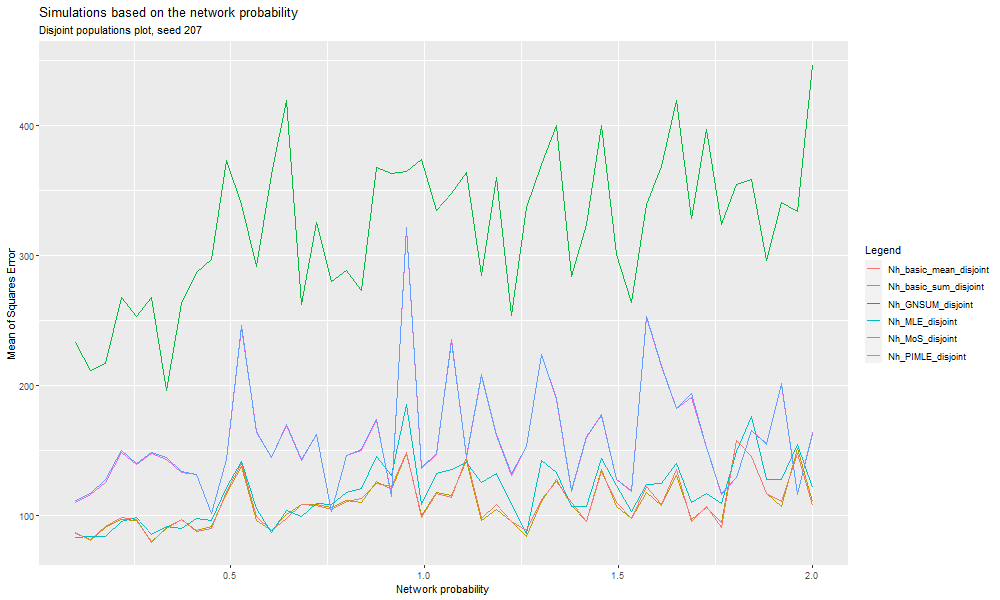 Simulations based on the network probability
Disjoint populations plot, seed 207
Mean of Squares Error
400
300
200
100
0.5
1.0
1.5
2.0
Network probability
Legend
Nh_basic_mean_disjoint
Nh_basic_sum_disjoint
Nh_GNSUM_disjoint
Nh_MLE_disjoint
Nh_MoS_disjoint
Nh_PIMLE_disjoint